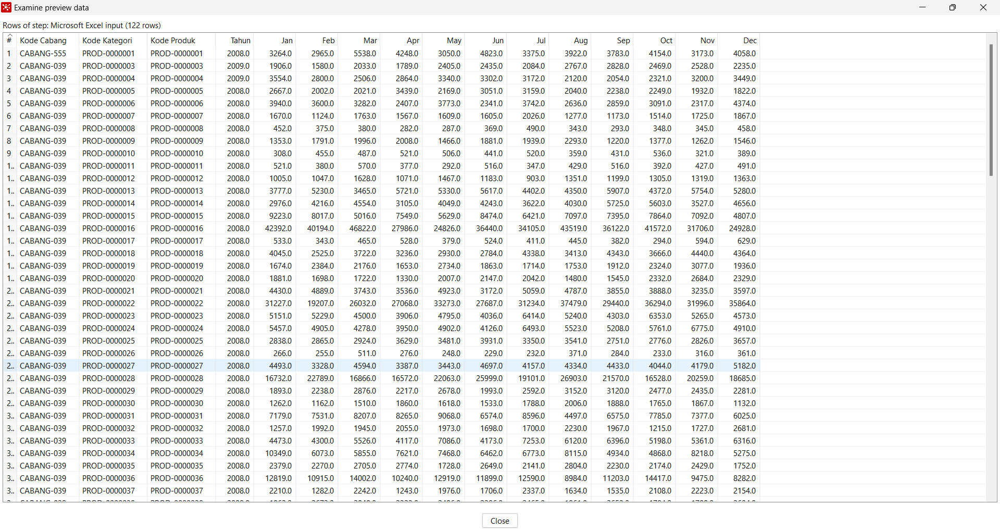 Examine preview data
Rows of step: Microsoft Excel input (122 rows)
# Kode Cabang Kode Kategori Kode Produk Tahun Jan Feb Mar Apr May Jun Jul Aug Sep Oct Nov Dec
1 CABANG-555 PROD-0000001 PROD-0000001 2008.0 3264.0 2965.0 5538.0 4248.0 3050.0 4823.0 3375.0 3922.0 3783.0 4154.0 3173.0 4058.0
2 CABANG-039 PROD-0000003 PROD-0000003 2009.0 1906.0 1580.0 2033.0 1789.0 2405.0 2435.0 2084.0 2767.0 2828.0 2469.0 2528.0 2235.0
3 CABANG-039 PROD-0000004 PROD-0000004 2009.0 3554.0 2800.0 2506.0 2864.0 3340.0 3302.0 3172.0 2120.0 2054.0 2321.0 3200.0 3449.0
4 CABANG-039 PROD-0000005 PROD-0000005 2008.0 2667.0 2002.0 2021.0 3439.0 2169.0 3051.0 3159.0 2040.0 2238.0 2249.0 1932.0 1822.0
5 CABANG-039 PROD-0000006 PROD-0000006 2008.0 3940.0 3600.0 3282.0 2407.0 3773.0 2341.0 3742.0 2636.0 2859.0 3091.0 2317.0 4374.0
6 CABANG-039 PROD-0000007 PROD-0000007 2008.0 1670.0 1124.0 1763.0 1567.0 1609.0 1605.0 2026.0 1277.0 1173.0 1514.0 1725.0 1867.0
7 CABANG-039 PROD-0000008 PROD-0000008 2008.0 452.0 375.0 380.0 282.0 287.0 369.0 490.0 343.0 293.0 348.0 345.0 458.0
8 CABANG-039 PROD-0000009 PROD-0000009 2008.0 1353.0 1791.0 1996.0 2008.0 1466.0 1881.0 1939.0 2293.0 1220.0 1377.0 1262.0 1546.0
9 CABANG-039 PROD-0000010 PROD-0000010 2008.0 308.0 455.0 487.0 521.0 506.0 441.0 520.0 359.0 431.0 536.0 321.0 389.0
1.. CABANG-039 PROD-0000011 PROD-0000011 2008.0 521.0 380.0 570.0 377.0 292.0 516.0 347.0 429.0 516.0 392.0 427.0 491.0
1.. CABANG-039 PROD-0000012 PROD-0000012 2008.0 1005.0 1047.0 1628.0 1071.0 1467.0 1183.0 903.0 1351.0 1199.0 1305.0 1319.0 1363.0
1.. CABANG-039 PROD-0000013 PROD-0000013 2008.0 3777.0 5230.0 3465.0 5721.0 5330.0 5617.0 4402.0 4350.0 5907.0 4372.0 5754.0 5280.0
1.. CABANG-039 PROD-0000014 PROD-0000014 2008.0 2976.0 4216.0 4554.0 3105.0 4049.0 4243.0 3622.0 4030.0 5725.0 5603.0 3527.0 4656.0
1.. CABANG-039 PROD-0000015 PROD-0000015 2008.0 9223.0 8017.0 5016.0 7549.0 5629.0 8474.0 6421.0 7097.0 7395.0 7864.0 7092.0 4807.0
1.. CABANG-039 PROD-0000016 PROD-0000016 2008.0 42392.0 40194.0 46822.0 27986.0 24826.0 36440.0 34105.0 43519.0 36122.0 41572.0 31706.0 24928.0
1.. CABANG-039 PROD-0000017 PROD-0000017 2008.0 533.0 343.0 465.0 528.0 379.0 524.0 411.0 445.0 382.0 294.0 594.0 629.0
1.. CABANG-039 PROD-0000018 PROD-0000018 2008.0 4045.0 2525.0 3722.0 3236.0 2930.0 2784.0 4338.0 3413.0 4343.0 3666.0 4440.0 4364.0
1.. CABANG-039 PROD-0000019 PROD-0000019 2008.0 1674.0 2384.0 2176.0 1653.0 2734.0 1863.0 1714.0 1753.0 1912.0 2324.0 3077.0 1936.0
1.. CABANG-039 PROD-0000020 PROD-0000020 2008.0 1881.0 1698.0 1722.0 1330.0 2007.0 2147.0 2042.0 1480.0 1545.0 2332.0 2684.0 2329.0
2.. CABANG-039 PROD-0000021 PROD-0000021 2008.0 4430.0 4889.0 3743.0 3536.0 4923.0 3172.0 5059.0 4787.0 3855.0 3888.0 3235.0 3597.0
2.. CABANG-039 PROD-0000022 PROD-0000022 2008.0 31227.0 19207.0 26032.0 27068.0 33273.0 27687.0 31234.0 37479.0 29440.0 36294.0 31996.0 35864.0
2.. CABANG-039 PROD-0000023 PROD-0000023 2008.0 5151.0 5229.0 4500.0 3906.0 4795.0 4036.0 6414.0 5240.0 4303.0 6353.0 5265.0 4573.0
2.. CABANG-039 PROD-0000024 PROD-0000024 2008.0 5457.0 4905.0 4278.0 3950.0 4902.0 4126.0 6493.0 5523.0 5208.0 5761.0 6775.0 4910.0
2.. CABANG-039 PROD-0000025 PROD-0000025 2008.0 2838.0 2865.0 2924.0 3629.0 3481.0 3931.0 3350.0 3541.0 2751.0 2776.0 2826.0 3657.0
2.. CABANG-039 PROD-0000026 PROD-0000026 2008.0 266.0 255.0 511.0 276.0 248.0 229.0 232.0 371.0 284.0 233.0 316.0 361.0
2.. CABANG-039 PROD-0000027 PROD-0000027 2008.0 4493.0 3328.0 4594.0 3387.0 3443.0 4697.0 4157.0 4334.0 4433.0 4044.0 4179.0 5182.0
2.. CABANG-039 PROD-0000028 PROD-0000028 2008.0 16732.0 22789.0 16866.0 16572.0 22063.0 25999.0 19101.0 26903.0 21570.0 16528.0 20259.0 18685.0
2.. CABANG-039 PROD-0000029 PROD-0000029 2008.0 1893.0 2238.0 2876.0 2217.0 2678.0 1993.0 2592.0 3152.0 3120.0 2477.0 2435.0 2281.0
2.. CABANG-039 PROD-0000030 PROD-0000030 2008.0 1262.0 1162.0 1510.0 1860.0 1618.0 1533.0 1788.0 2006.0 1888.0 1765.0 1867.0 1132.0
3.. CABANG-039 PROD-0000031 PROD-0000031 2008.0 7179.0 7531.0 8207.0 8265.0 9068.0 6574.0 8596.0 4497.0 6575.0 7785.0 7377.0 6025.0
3.. CABANG-039 PROD-0000032 PROD-0000032 2008.0 1257.0 1992.0 1945.0 2055.0 1973.0 1698.0 1700.0 2230.0 1967.0 1215.0 1727.0 2681.0
3.. CABANG-039 PROD-0000033 PROD-0000033 2008.0 4473.0 4300.0 5526.0 4117.0 7086.0 4173.0 7253.0 6120.0 6396.0 5198.0 5361.0 6316.0
3.. CABANG-039 PROD-0000034 PROD-0000034 2008.0 10349.0 6073.0 5855.0 7621.0 7468.0 6462.0 6773.0 8115.0 4934.0 4868.0 8218.0 5275.0
3.. CABANG-039 PROD-0000035 PROD-0000035 2008.0 2379.0 2270.0 2705.0 2774.0 1728.0 2649.0 2141.0 2804.0 2230.0 2174.0 2429.0 1752.0
3.. CABANG-039 PROD-0000036 PROD-0000036 2008.0 12819.0 10915.0 14002.0 10240.0 12919.0 11899.0 12590.0 8984.0 11203.0 14417.0 9475.0 8282.0
3.. CABANG-039 PROD-0000037 PROD-0000037 2008.0 2210.0 1282.0 2242.0 1243.0 1976.0 1706.0 2337.0 1634.0 1535.0 2108.0 2223.0 2154.0
Close